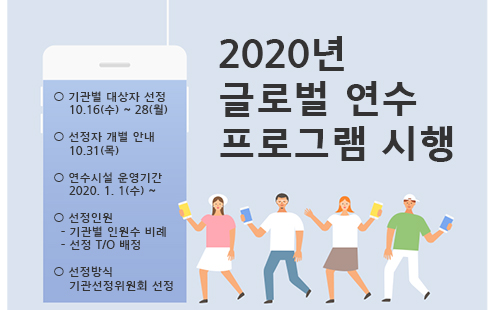 2020년
글로벌 연수
프로그램 시행
○ 기관별 대상자 선정
10.16(수) ~ 28(월)
○ 선정자 개별 안내
10.31(목)
○ 연수시설 운영기간
2020. 1. 1(수) ~
○ 선정인원
- 기관별 인원수 비례
- 선정 T/O 배정
○ 선정방식
기관선정위원회 선정